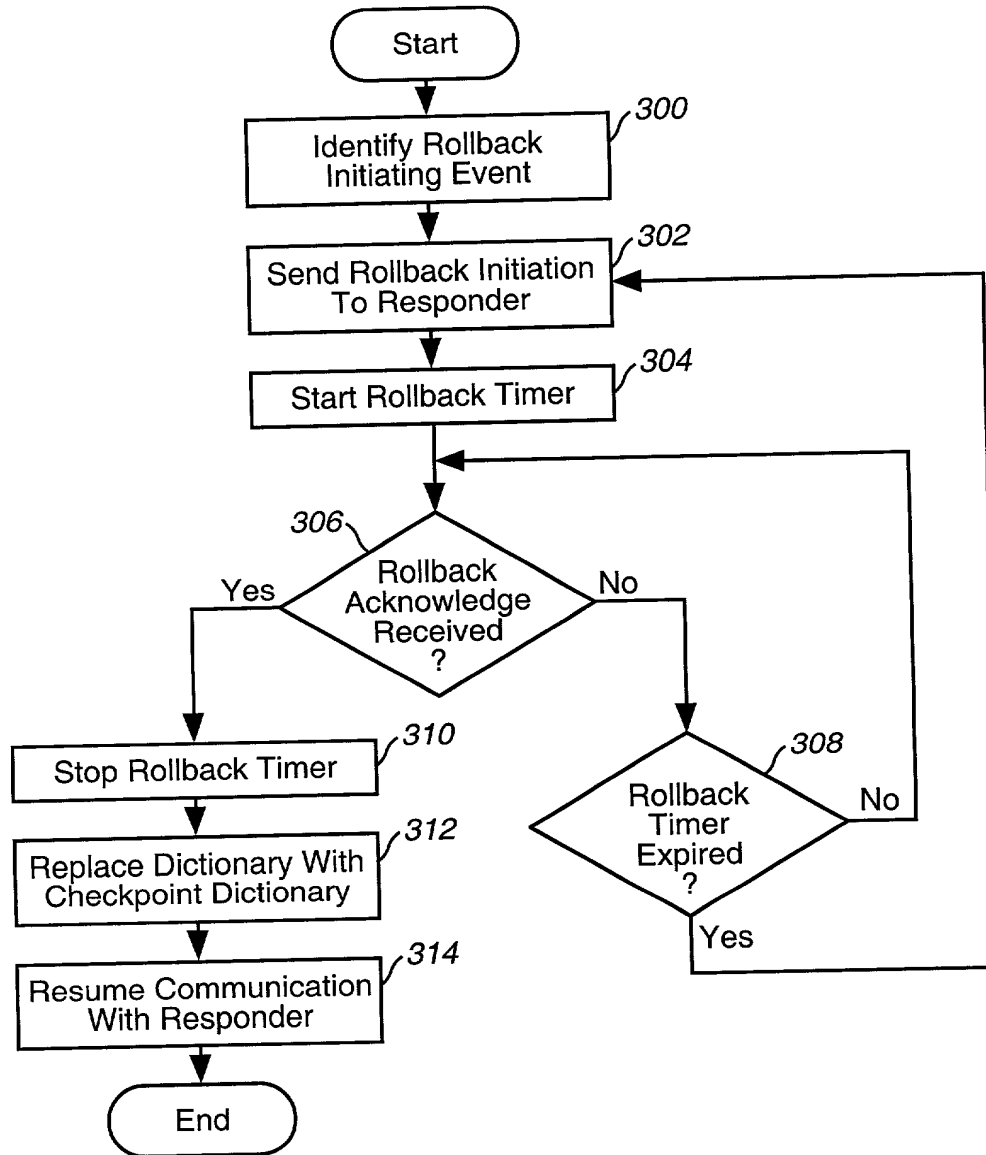 Start
300
Identify Rollback
Initiating Event
302
Send Rollback Initiation
To Responder
304
Start Rollback Timer
306
Rollback
Acknowledge
Received
?
Yes
No
310
Stop Rollback Timer
308
Rollback
Timer
Expired
?
No
Yes
312
Replace Dictionary With
Checkpoint Dictionary
314
Resume Communication
With Responder
End